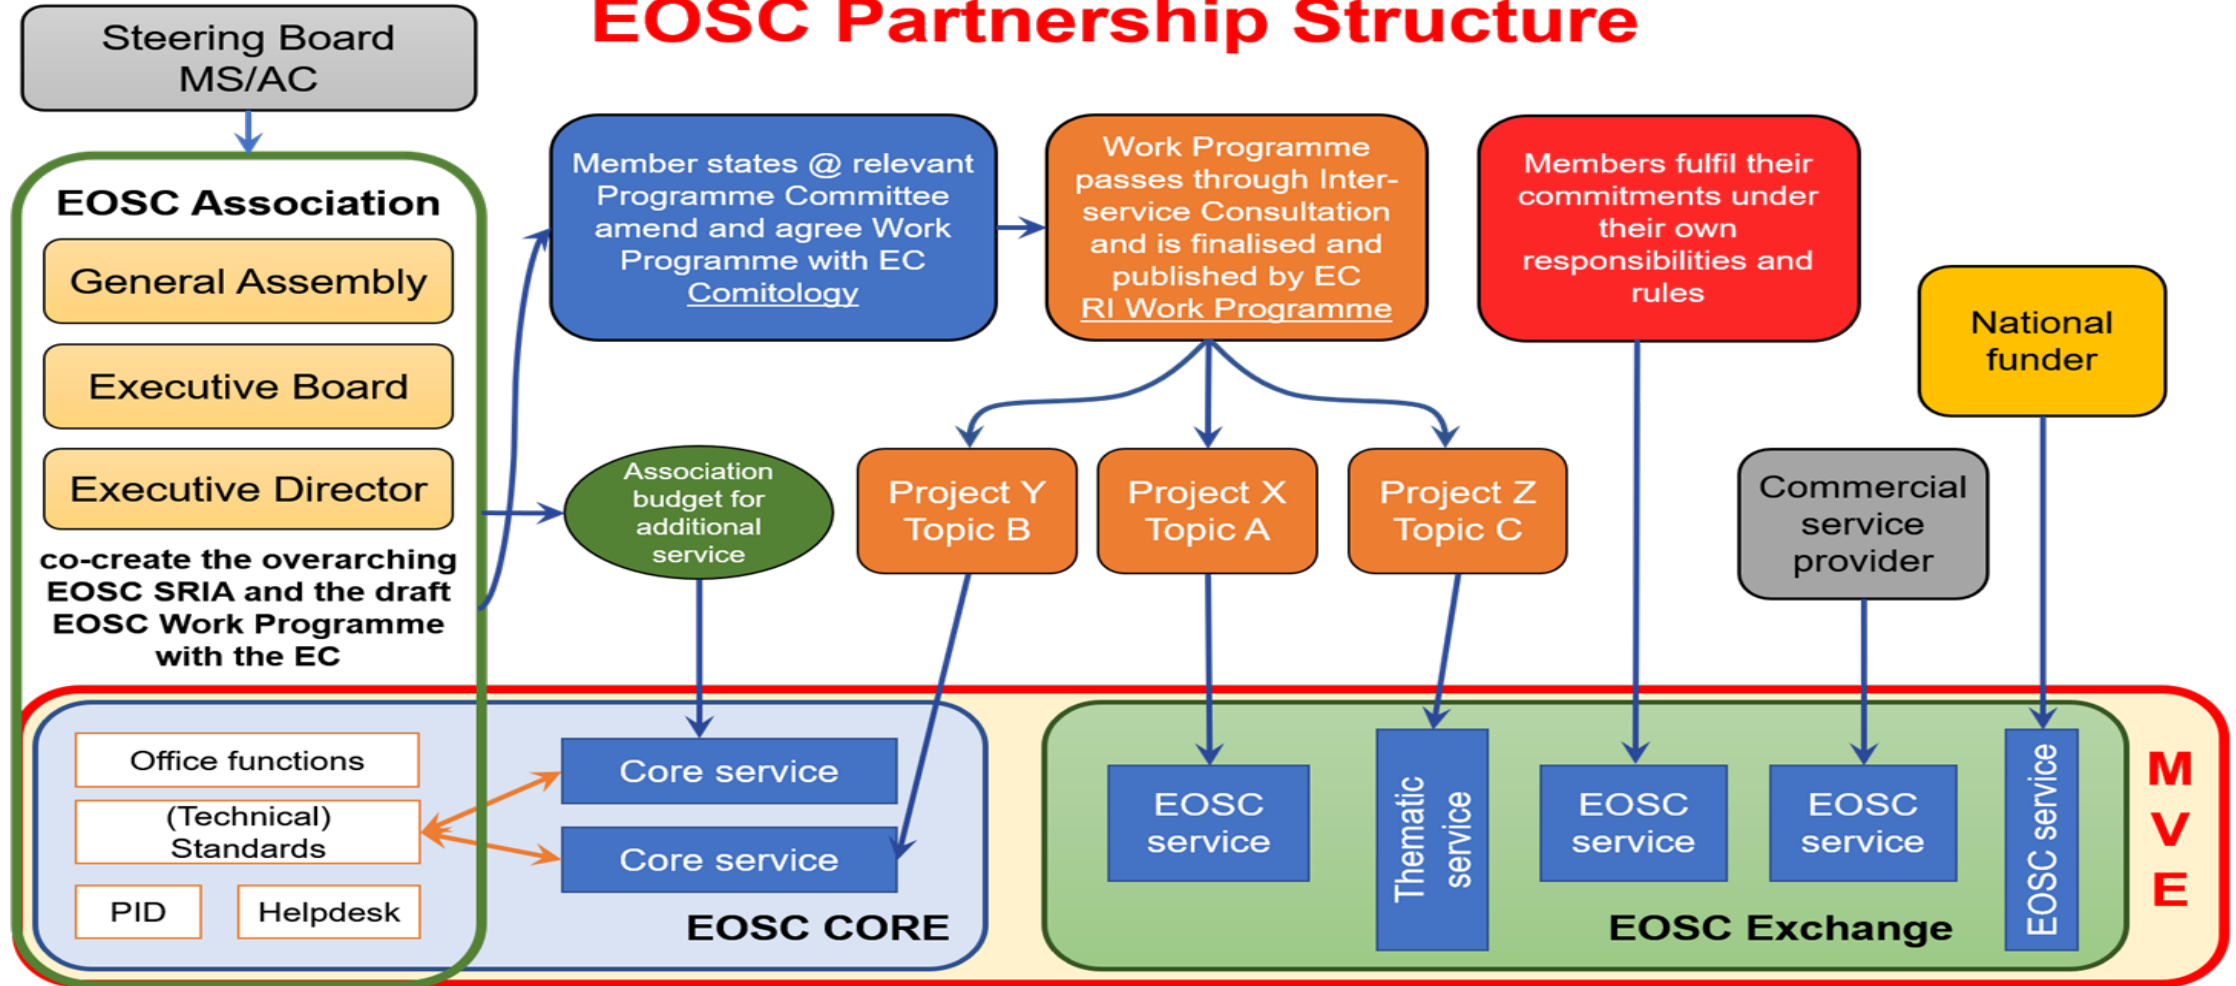 EOSC Partnership Structure
Steering Board
MS/AC
EOSC Association
General Assembly
Executive Board
Executive Director
co-create the overarching
EOSC SRIA and the draft
EOSC Work Programme
with the EC
Member states @ relevant
Programme Committee
amend and agree Work
Programme with EC
Comitology
Work Programme
passes through Inter-
service Consultation
and is finalised and
published by EC
RI Work Programme
Members fulfil their
commitments under
their own
responsibilities and
rules
National
funder
Association
budget for
additional
service
Project Y
Topic B
Project X
Topic A
Project Z
Topic C
Commercial
service
provider
Office functions
(Technical)
Standards
PID
Helpdesk
Core service
Core service
EOSC CORE
EOSC
service
Thematic
service
EOSC
service
EOSC
service
EOSC service
EOSC Exchange
M
V
E